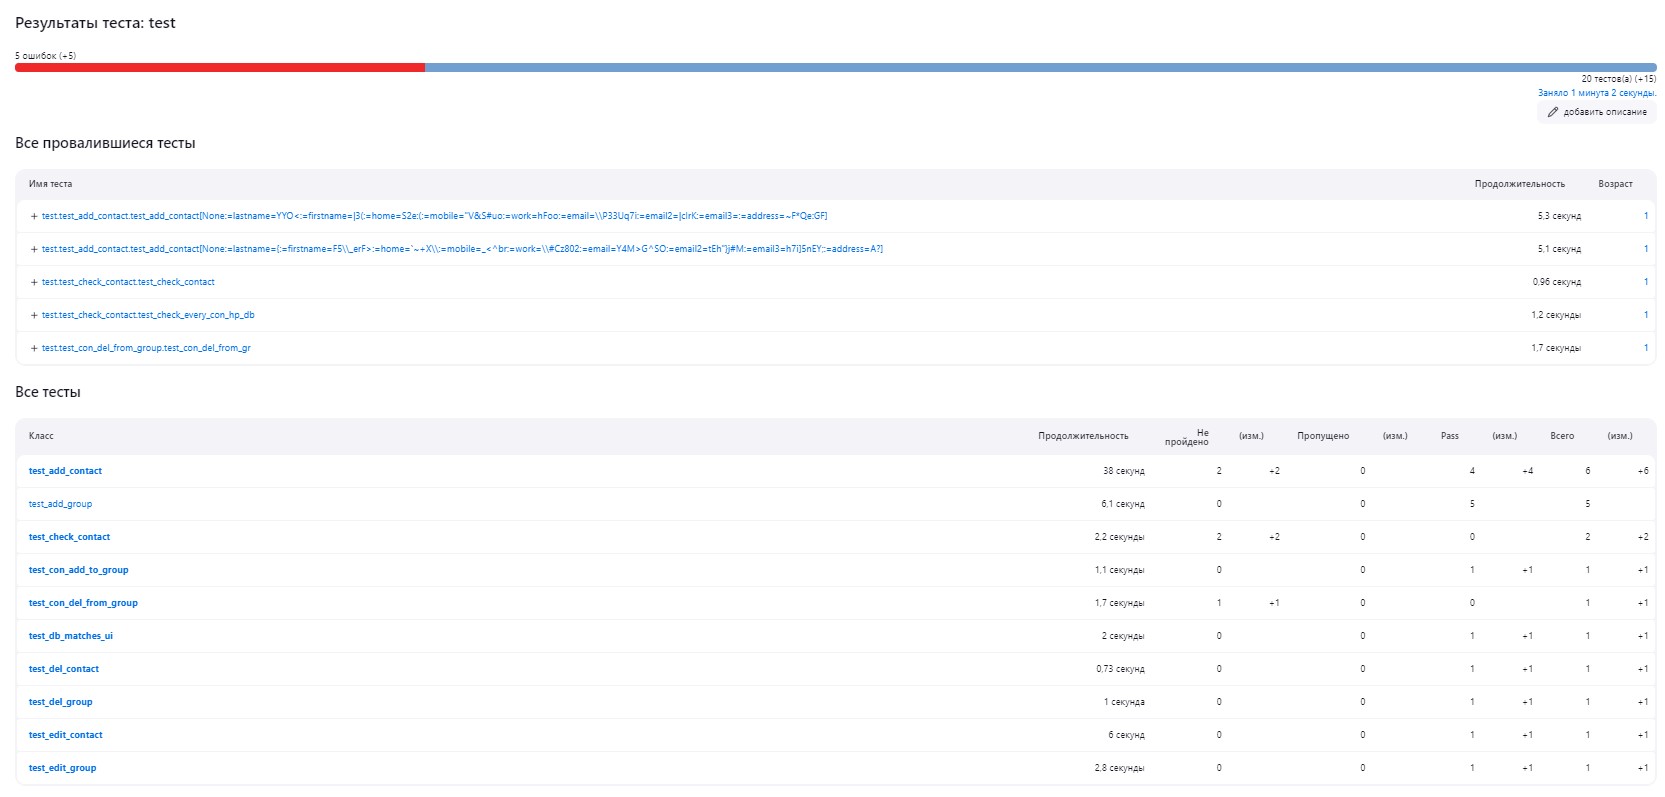 Результаты теста: test
5 ошибок (+5)
20 тестов(а) (+15)
Заняло 1 минута 2 секунды.
добавить описание
Все провалившиеся тесты
Имя теста Продолжительность Возраст
+ test.test_add_contact.test_add_contact[None:=lastname=YYO<:=firstname=|3(:=home=S2e:(:=mobile="V&S#uo:=work=hFoo:=email=\\P33Uq7i:=email2=|cIrK:=email3=:=address=~F*Qe:GF] 5,3 секунд 1
+ test.test_add_contact.test_add_contact[None:=lastname={:=firstname=F5\\_erF>:=home='~+X\\;:=mobile=_<^br:=work=\\#Cz802:=email=Y4M>G^SO:=email2=tEh"}j#M:=email3=h7i]5nEY;:=address=A?] 5,1 секунд 1
+ test.test_check_contact.test_check_contact 0,96 секунд 1
+ test.test_check_contact.test_check_every_con_hp_db 1,2 секунды 1
+ test.test_con_del_from_group.test_con_del_from_gr 1,7 секунды 1
Все тесты
Класс Продолжительность Не пройдено (изм.) Пропущено (изм.) Pass (изм.) Всего (изм.)
test_add_contact 38 секунд 2 +2 0 4 +4 6 +6
test_add_group 6,1 секунд 0 0 5 5
test_check_contact 2,2 секунды 2 +2 0 0 2 +2
test_con_add_to_group 1,1 секунды 0 0 1 +1 1 +1
test_con_del_from_group 1,7 секунды 1 +1 0 0 1 +1
test_db_matches_ui 2 секунды 0 0 1 +1 1 +1
test_del_contact 0,73 секунд 0 0 1 +1 1 +1
test_del_group 1 секунда 0 0 1 +1 1 +1
test_edit_contact 6 секунд 0 0 1 +1 1 +1
test_edit_group 2,8 секунды 0 0 1 +1 1 +1